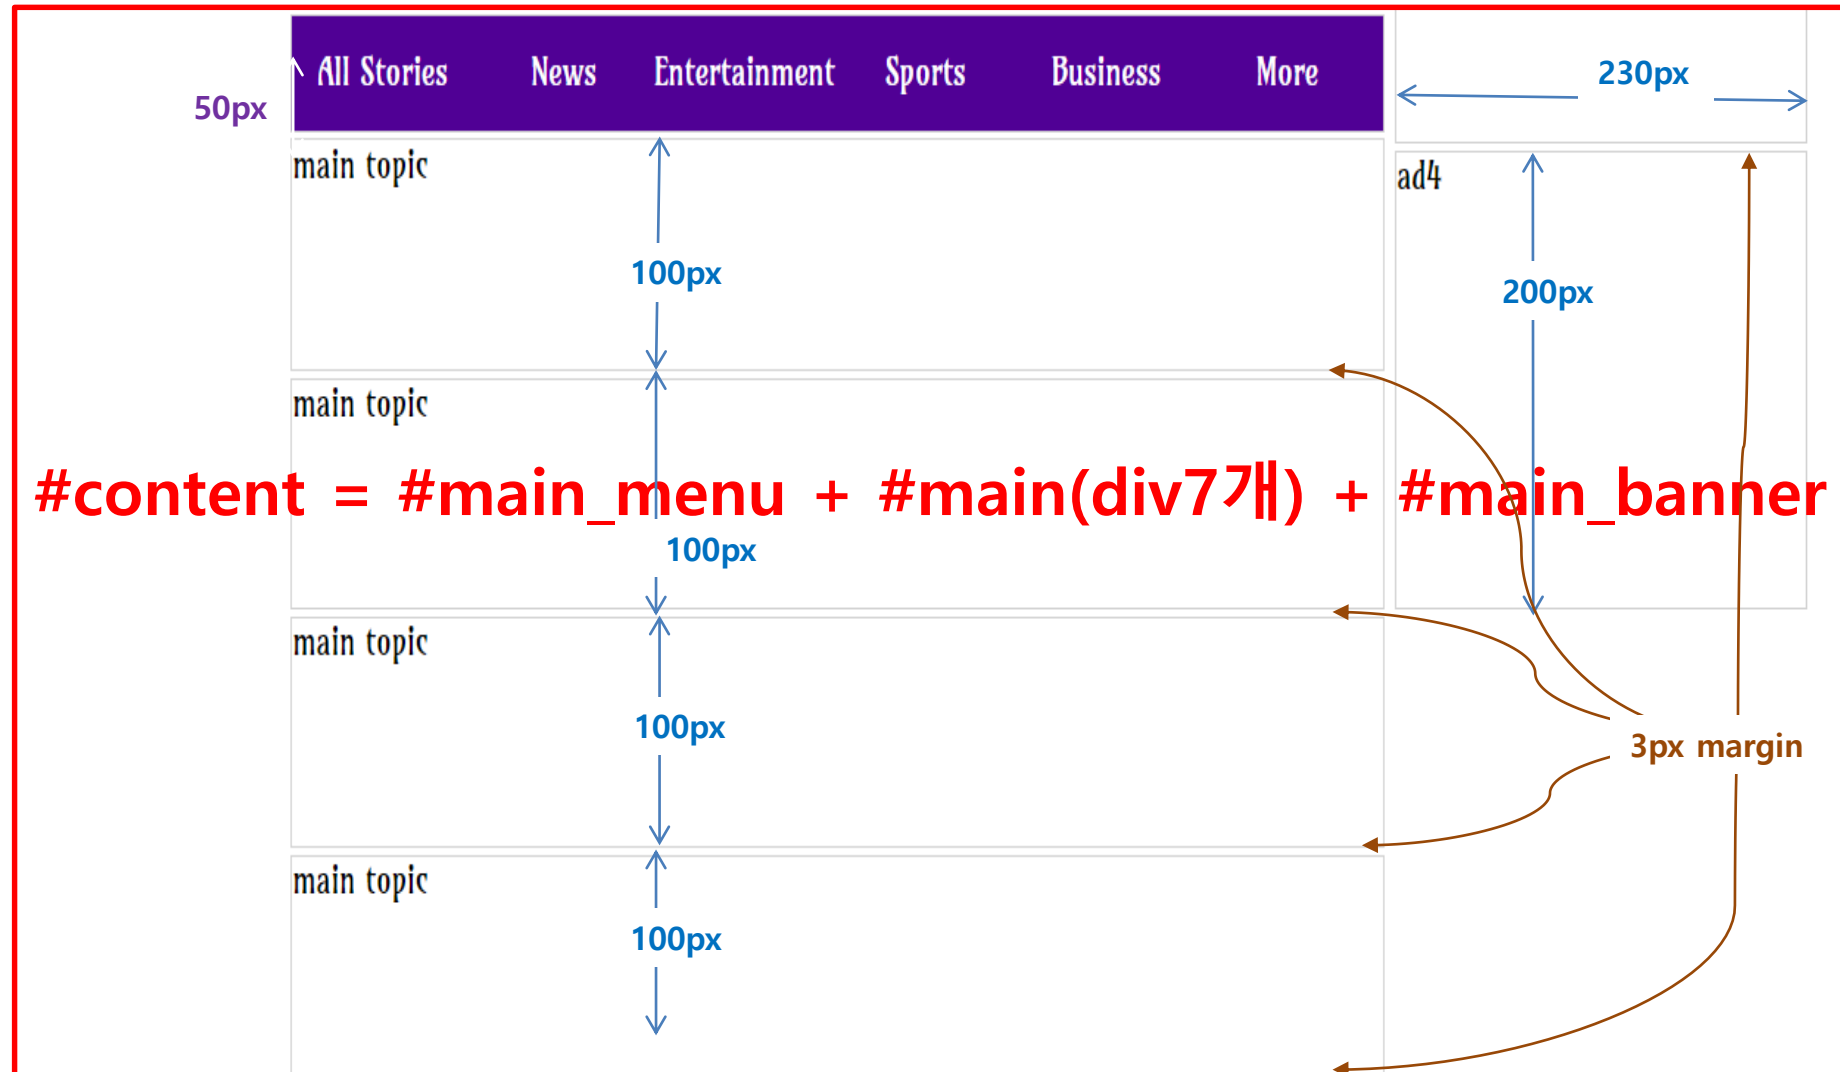 All Stories News Entertainment Sports Business More
230px
50px
main topic
ad4
100px
200px
main topic
#content = #main_menu + #main(div7개) + #main_banner
100px
main topic
100px
3px margin
main topic
100px